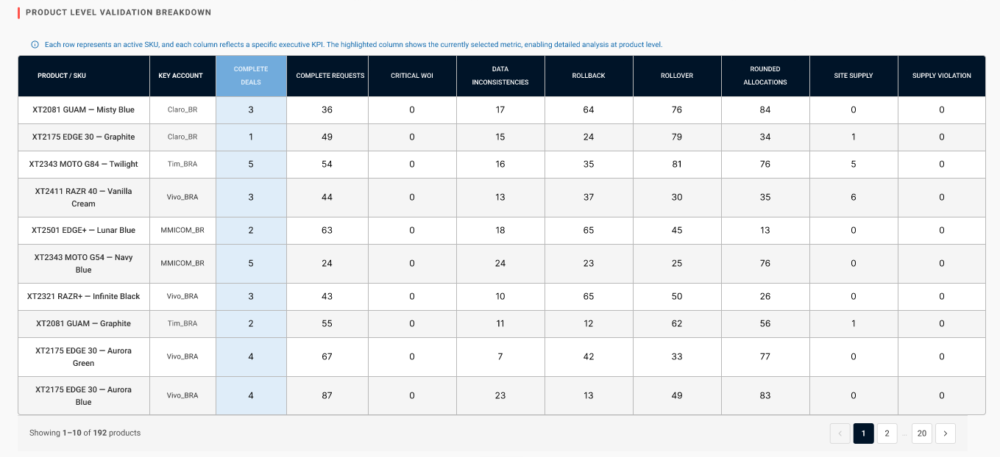 PRODUCT LEVEL VALIDATION BREAKDOWN
Each row represents an active SKU, and each column reflects a specific executive KPI. The highlighted column shows the currently selected metric, enabling detailed analysis at product level.
PRODUCT / SKU KEY ACCOUNT COMPLETE DEALS COMPLETE REQUESTS CRITICAL WOI DATA INCONSISTENCIES ROLLBACK ROLLOVER ROUNDED ALLOCATIONS SITE SUPPLY SUPPLY VIOLATION
XT2081 GUAM — Misty Blue Claro_BR 3 36 0 17 64 76 84 0 0
XT2175 EDGE 30 — Graphite Claro_BR 1 49 0 15 24 79 34 1 0
XT2343 MOTO G84 — Twilight Tim_BRA 5 54 0 16 35 81 76 5 0
XT2411 RAZR 40 — Vanilla Cream Vivo_BRA 3 44 0 13 37 30 35 6 0
XT2501 EDGE+ — Lunar Blue MMICOM_BR 2 63 0 18 65 45 13 0 0
XT2343 MOTO G54 — Navy Blue MMICOM_BR 5 24 0 24 23 25 76 0 0
XT2321 RAZR+ — Infinite Black Vivo_BRA 3 43 0 10 65 50 26 0 0
XT2081 GUAM — Graphite Tim_BRA 2 55 0 11 12 62 56 1 0
XT2175 EDGE 30 — Aurora Green Vivo_BRA 4 67 0 7 42 33 77 0 0
XT2175 EDGE 30 — Aurora Blue Vivo_BRA 4 87 0 23 13 49 83 0 0
Showing 1–10 of 192 products
1 2 ... 20